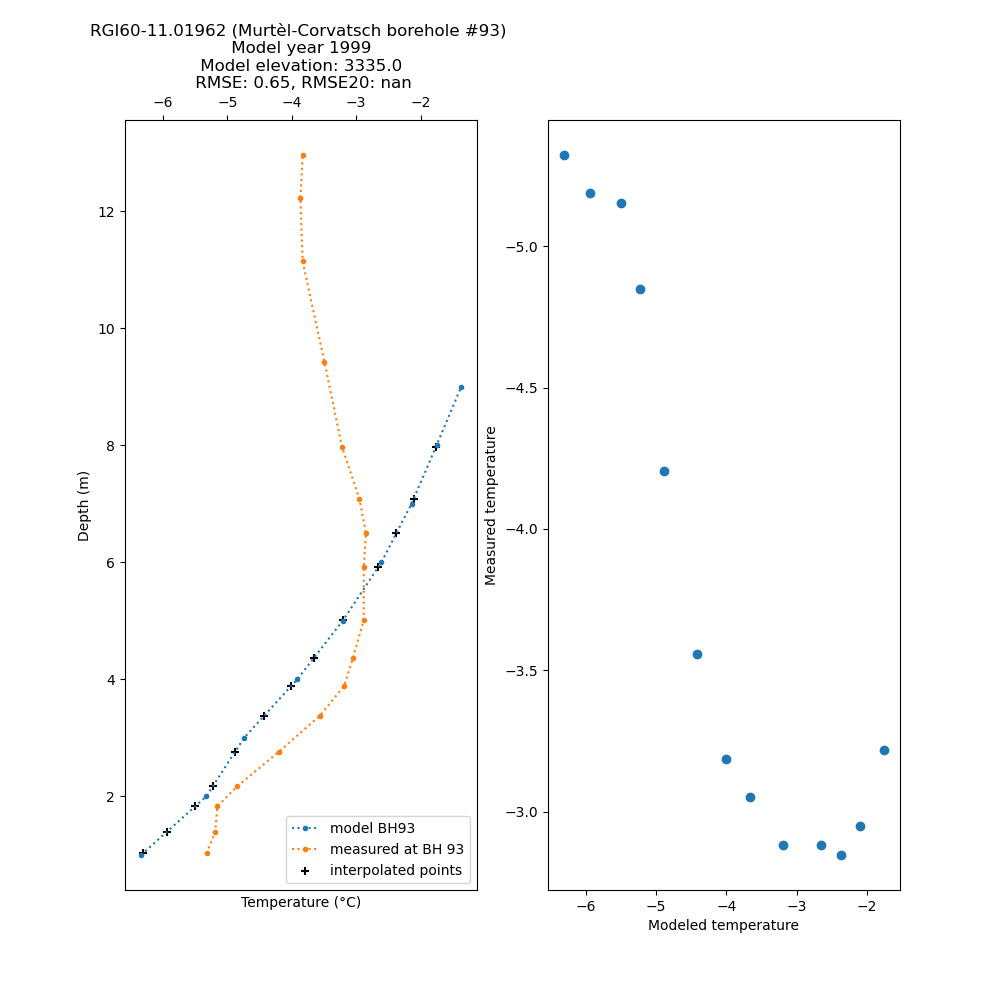 RGI60-11.01962 (Murtèl-Corvatsch borehole #93)
Model year 1999
Model elevation: 3335.0
RMSE: 0.65, RMSE20: nan
−6 −5 −4 −3 −2
12
10
8
6
4
2
Depth (m)
model BH93
measured at BH 93
interpolated points
Temperature (°C)
−5.0
−4.5
−4.0
−3.5
−3.0
Measured temperature
−6 −5 −4 −3 −2
Modeled temperature